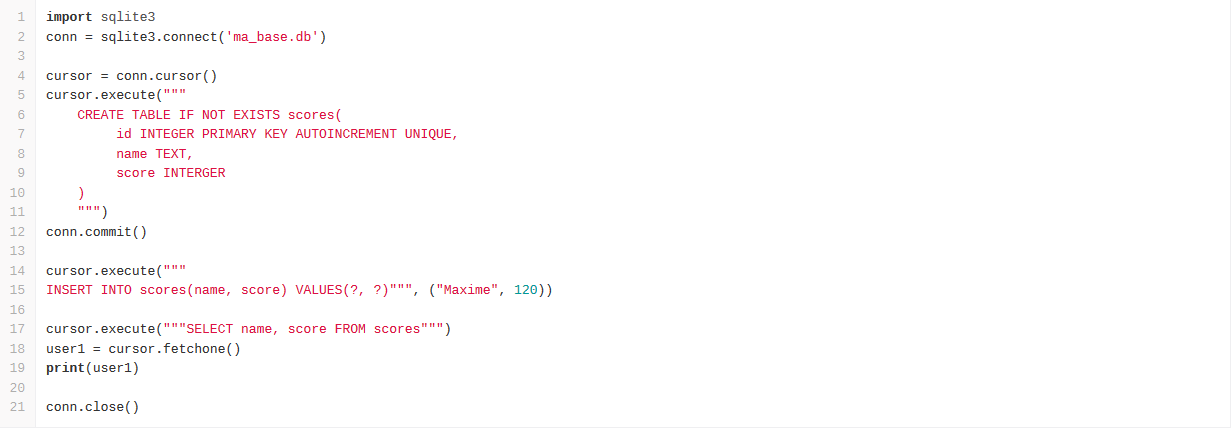 1 import sqlite3
2 conn = sqlite3.connect('ma_base.db')
3
4 cursor = conn.cursor()
5 cursor.execute("""
6     CREATE TABLE IF NOT EXISTS scores(
7          id INTEGER PRIMARY KEY AUTOINCREMENT UNIQUE,
8          name TEXT,
9          score INTERGER
10     )
11     """)
12 conn.commit()
13
14 cursor.execute("""
15 INSERT INTO scores(name, score) VALUES(?, ?)""", ("Maxime", 120))
16
17 cursor.execute("""SELECT name, score FROM scores""")
18 user1 = cursor.fetchone()
19 print(user1)
20
21 conn.close()